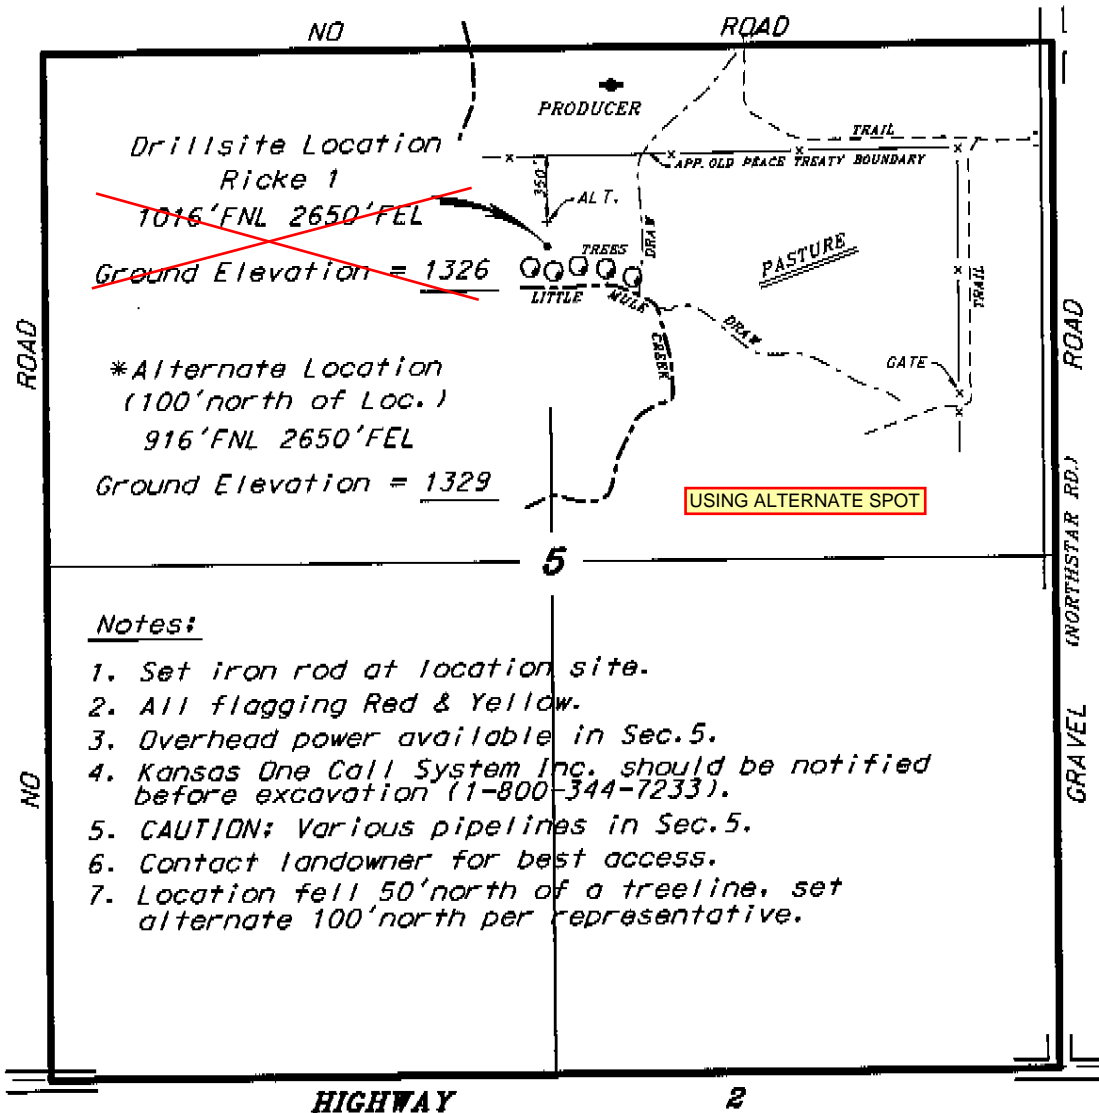 NO ROAD
PRODUCER
Drillsite Location
Ricke 1
1016'FNL 2650'FEL
Ground Elevation = 1326
TRAIL
APP. OLD PEACE TREATY BOUNDARY
350'
ALT.
TREES
DRAW
PASTURE
LITTLE MULE CREEK
DRAW
TRAIL
GATE
ROAD
ROAD
*Alternate Location
(100'north of Loc.)
916'FNL 2650'FEL
Ground Elevation = 1329
USING ALTERNATE SPOT
(NORTHSTAR RD.)
5
Notes:
1. Set iron rod at location site.
2. All flagging Red & Yellow.
3. Overhead power available in Sec.5.
4. Kansas One Call System Inc. should be notified
before excavation (1-800-344-7233).
5. CAUTION: Various pipelines in Sec.5.
6. Contact landowner for best access.
7. Location fell 50'north of a treeline, set
alternate 100'north per representative.
NO
GRAVEL
HIGHWAY 2